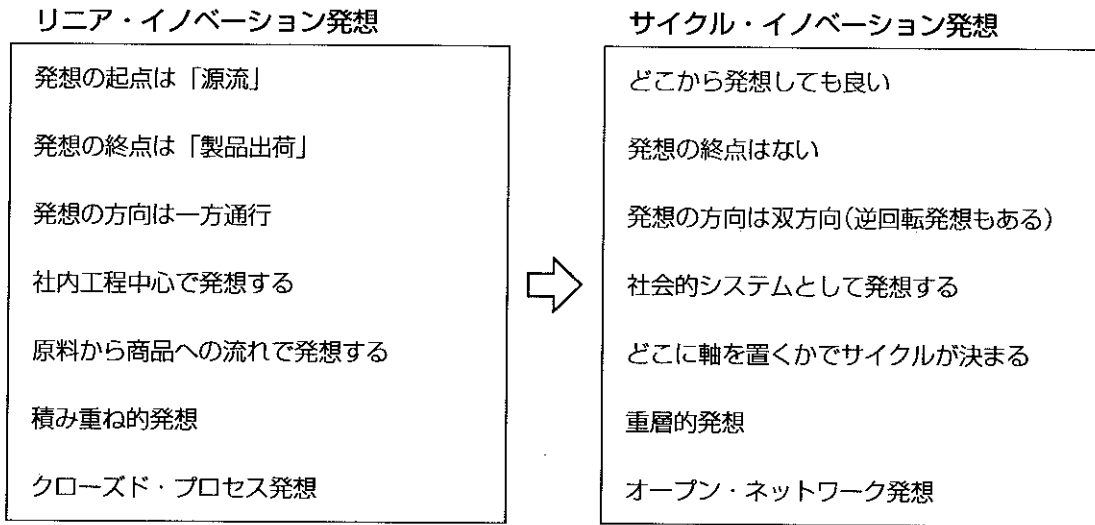 リニア・イノベーション発想
発想の起点は「源流」
発想の終点は「製品出荷」
発想の方向は一方通行
社内工程中心で発想する
原料から商品への流れで発想する
積み重ね的発想
クローズド・プロセス発想
サイクル・イノベーション発想
どこから発想しても良い
発想の終点はない
発想の方向は双方向(逆回転発想もある)
社会的システムとして発想する
どこに軸を置くかでサイクルが決まる
重層的発想
オープン・ネットワーク発想